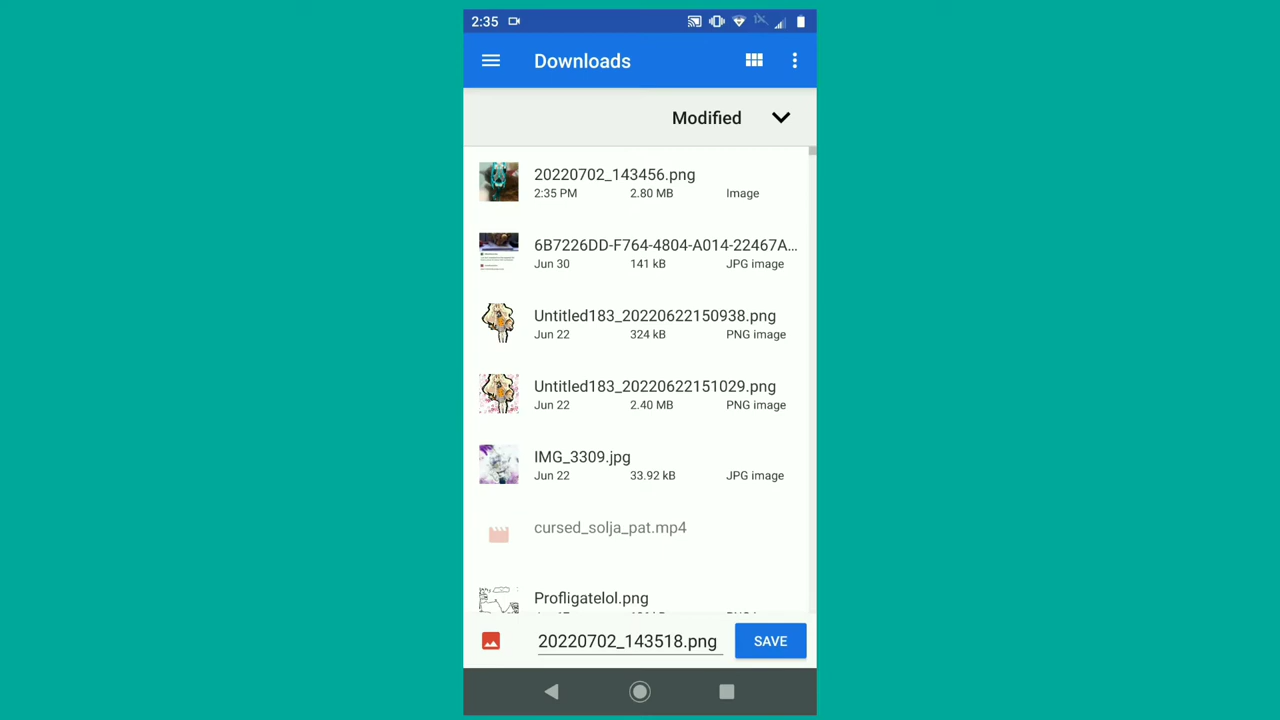 2:35
Downloads
Modified
20220702_143456.png
2:35 PM 2.80 MB Image
6B7226DD-F764-4804-A014-22467A...
Jun 30 141 kB JPG image
Untitled183_20220622150938.png
Jun 22 324 kB PNG image
Untitled183_20220622151029.png
Jun 22 2.40 MB PNG image
IMG_3309.jpg
Jun 22 33.92 kB JPG image
cursed_solja_pat.mp4
Profligatelol.png
20220702_143518.png SAVE